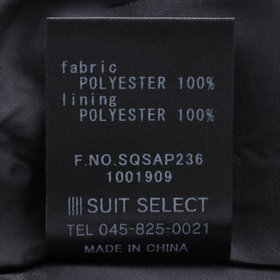 fabric
POLYESTER 100%
lining
POLYESTER 100%
F.NO.SQSAP236
1001909
SUIT SELECT
TEL 045-825-0021
MADE IN CHINA